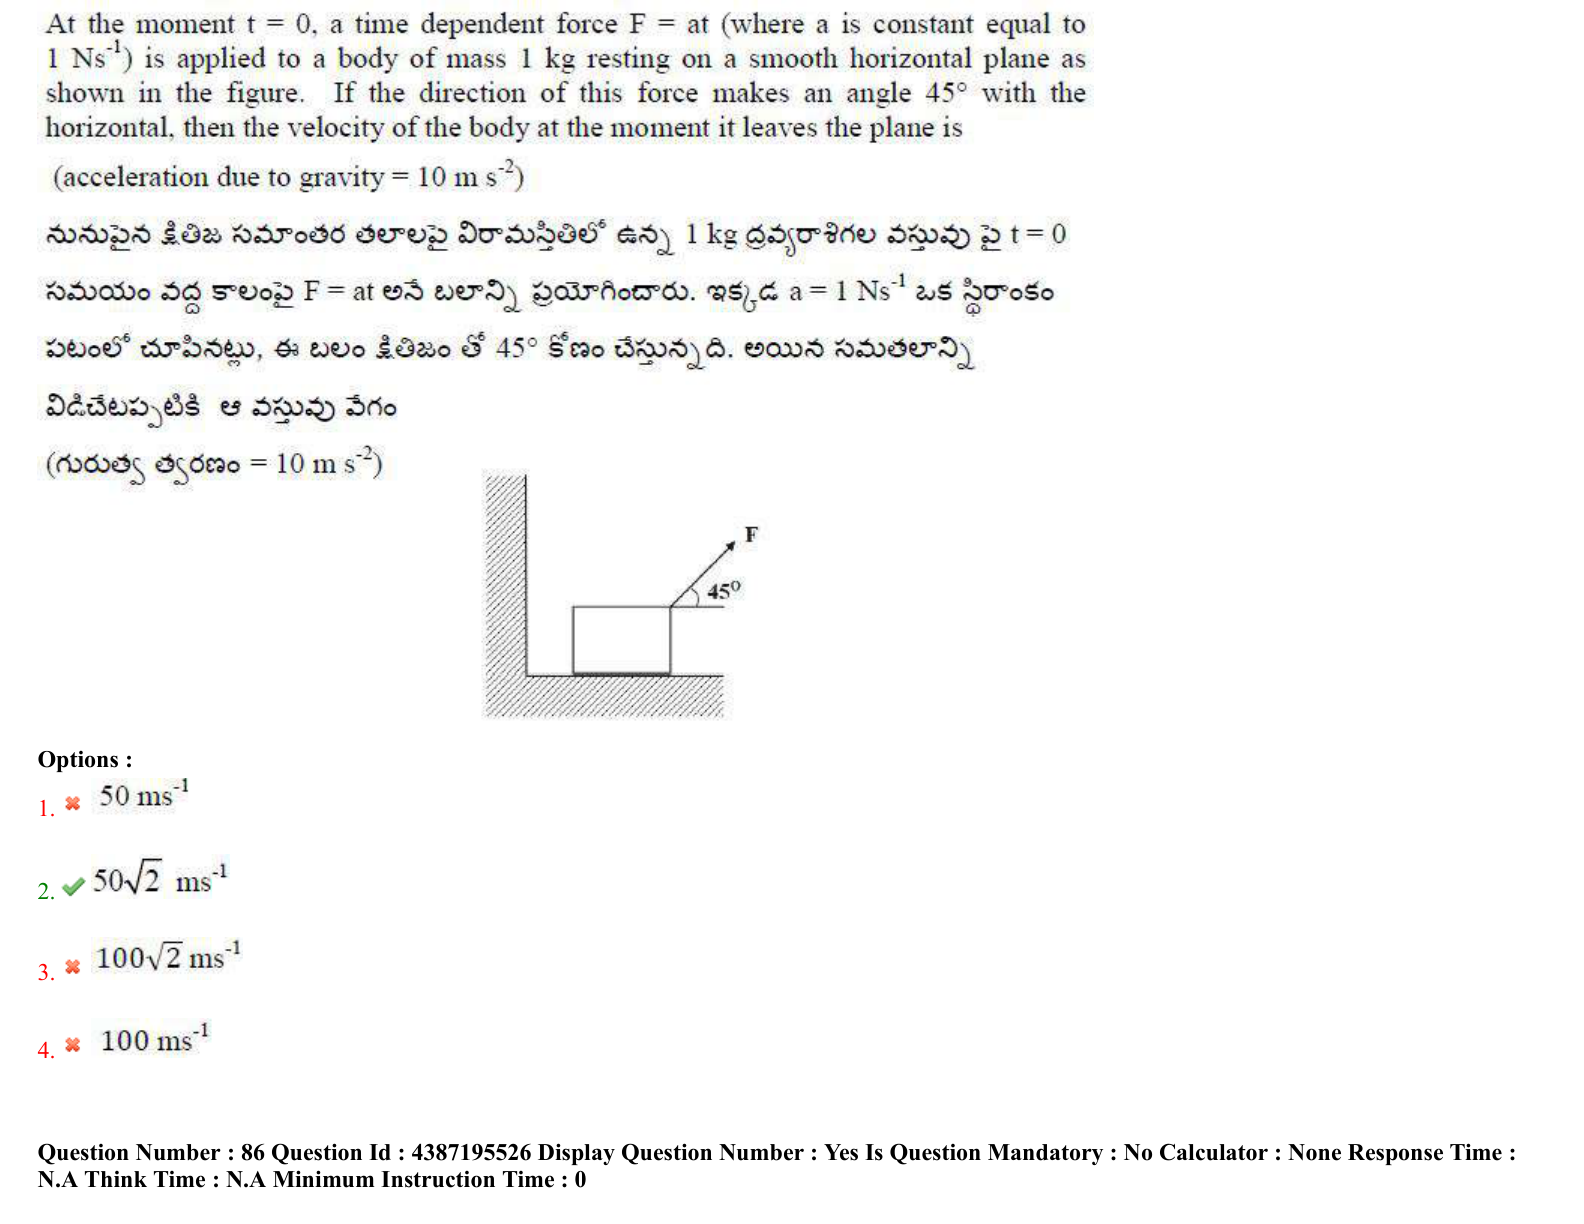 At the moment t = 0, a time dependent force F = at (where a is constant equal to
1 Ns⁻¹) is applied to a body of mass 1 kg resting on a smooth horizontal plane as
shown in the figure. If the direction of this force makes an angle 45° with the
horizontal, then the velocity of the body at the moment it leaves the plane is
(acceleration due to gravity = 10 m s⁻²)
నునుపైన క్షితిజ సమాంతర తలాలపై విరామస్థితిలో ఉన్న 1 kg ద్రవ్యరాశిగల వస్తువు పై t = 0
సమయం వద్ద కాలంపై F = at అనే బలాన్ని ప్రయోగించారు. ఇక్కడ a = 1 Ns⁻¹ ఒక స్థిరాంకం
పటంలో చూపినట్లు, ఈ బలం క్షితిజం తో 45° కోణం చేస్తున్నది. అయిన సమతలాన్ని
విడిచేటప్పటికి ఆ వస్తువు వేగం
(గురుత్వ త్వరణం = 10 m s⁻²)
F
45⁰
Options :
1. 50 ms⁻¹
2. 50√2 ms⁻¹
3. 100√2 ms⁻¹
4. 100 ms⁻¹
Question Number : 86 Question Id : 4387195526 Display Question Number : Yes Is Question Mandatory : No Calculator : None Response Time :
N.A Think Time : N.A Minimum Instruction Time : 0